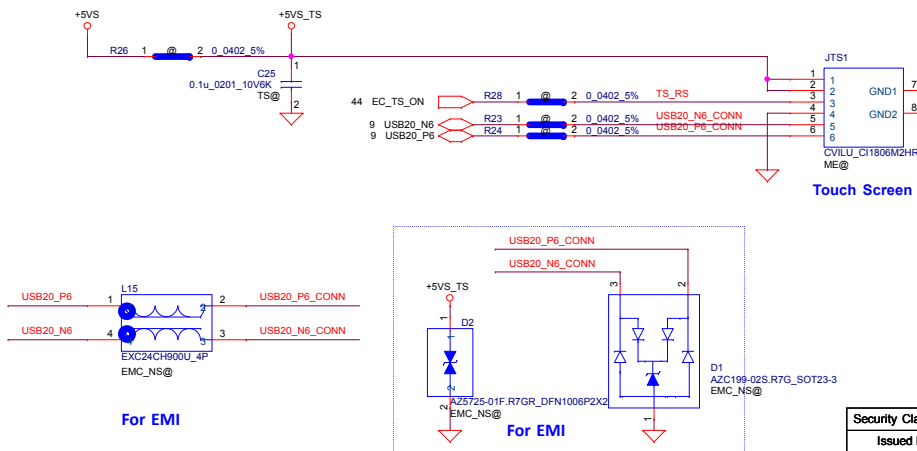 +5VS
+5VS_TS
R26 1 @ 2 0_0402_5%
1
C25
0.1u_0201_10V6K
TS@
2
JTS1
1 1
2 2
3 3
4 4
5 5
6 6
GND1 7
GND2 8
CVILU_CI1806M2HR
ME@
Touch Screen
44 EC_TS_ON R28 1 @ 2 0_0402_5% TS_RS
9 USB20_N6 R23 1 @ 2 0_0402_5% USB20_N6_CONN
9 USB20_P6 R24 1 @ 2 0_0402_5% USB20_P6_CONN
L15
USB20_P6 1 2 2 USB20_P6_CONN
USB20_N6 4 3 3 USB20_N6_CONN
EXC24CH900U_4P
EMC_NS@
For EMI
USB20_P6_CONN
USB20_N6_CONN
+5VS_TS
1
D2
1
2
2
AZ5725-01F.R7GR_DFN1006P2X2
EMC_NS@
3 2
D1
AZC199-02S.R7G_SOT23-3
EMC_NS@
1
For EMI
Security Cla
Issued